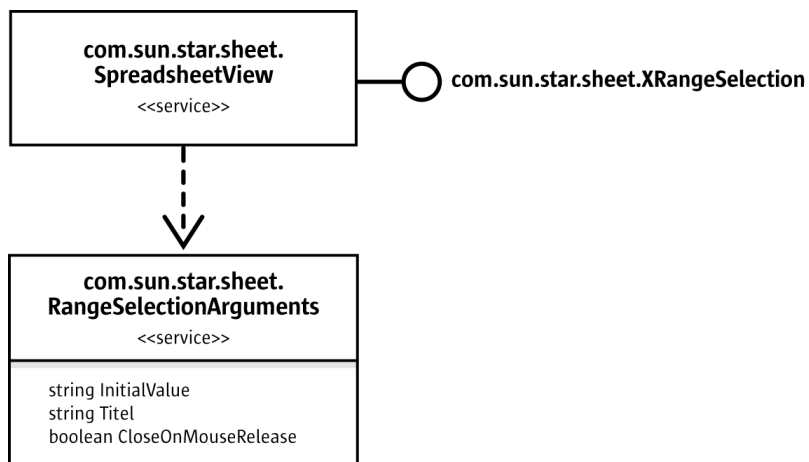 com.sun.star.sheet.
SpreadsheetView
<<service>>
com.sun.star.sheet.XRangeSelection
com.sun.star.sheet.
RangeSelectionArguments
<<service>>
string InitialValue
string Titel
boolean CloseOnMouseRelease